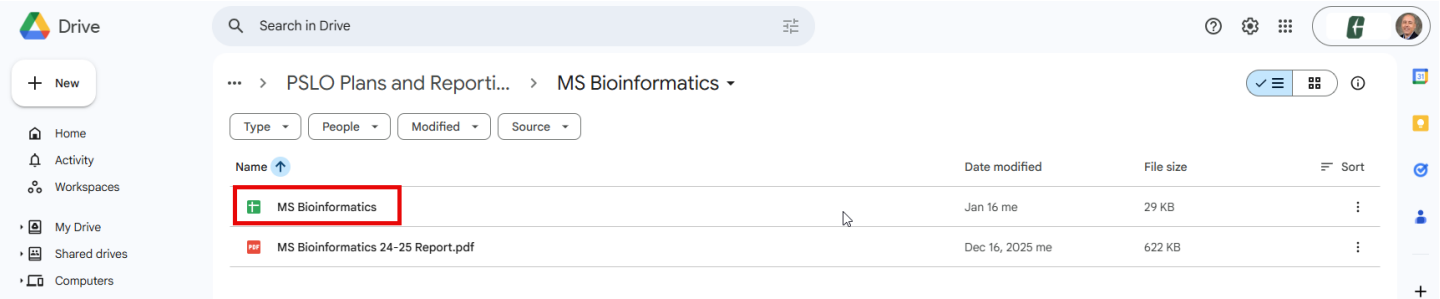 Drive
Search in Drive
New
PSLO Plans and Reporti... > MS Bioinformatics
Type People Modified Source
Home
Activity
Workspaces
My Drive
Shared drives
Computers
Name Date modified File size Sort
MS Bioinformatics Jan 16 me 29 KB
PDF MS Bioinformatics 24-25 Report.pdf Dec 16, 2025 me 622 KB
31